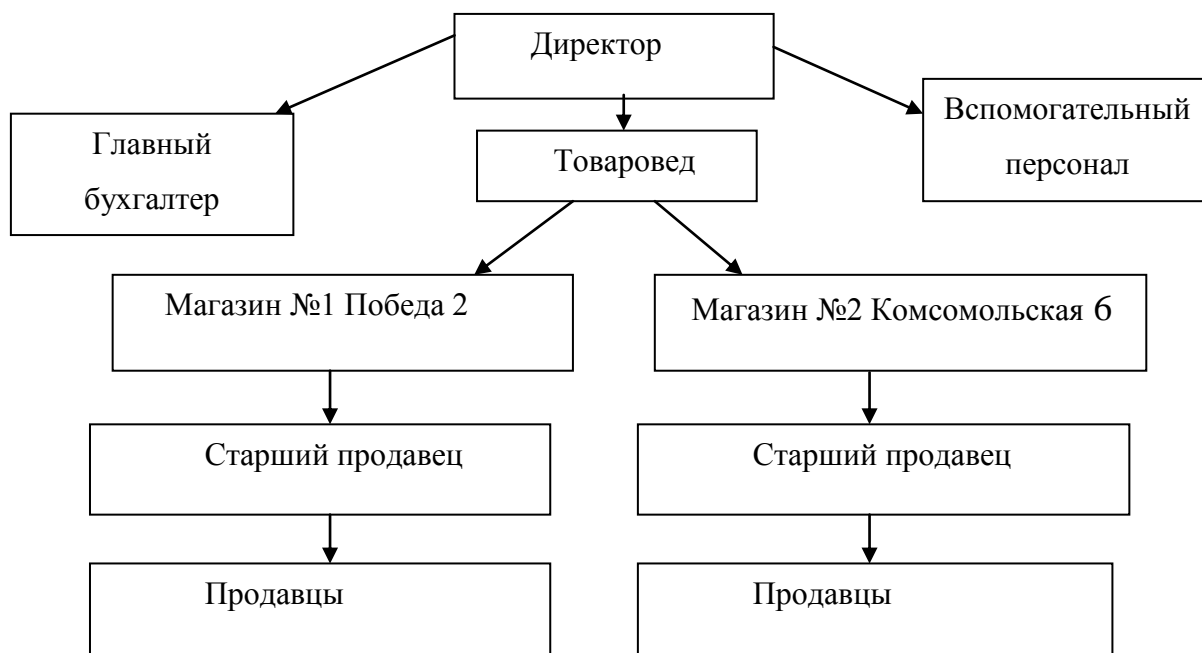 Директор
Главный
бухгалтер
Товаровед
Вспомогательный
персонал
Магазин №1 Победа 2
Магазин №2 Комсомольская 6
Старший продавец
Старший продавец
Продавцы
Продавцы